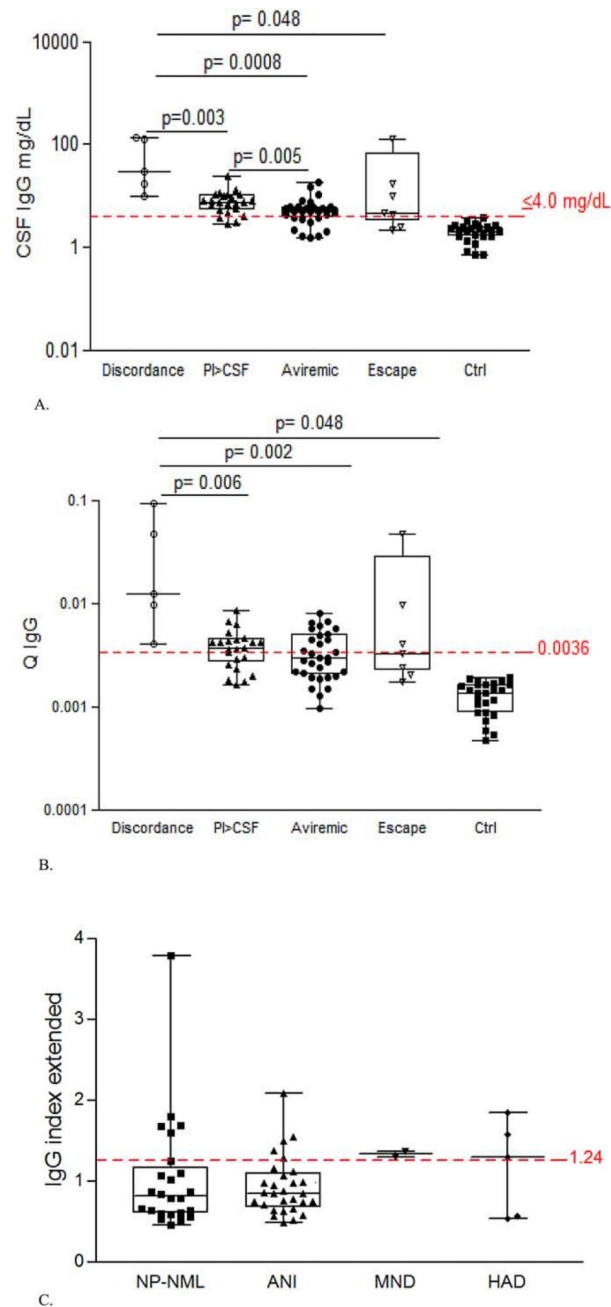 p= 0.048
10000
p= 0.0008
p=0.003
100
p= 0.005
≤4.0 mg/dL
CSF IgG mg/dL
1
0.01
Discordance PI>CSF Aviremic Escape Ctrl
A.
p= 0.048
p= 0.002
p= 0.006
0.1
0.01
Q IgG
0.0036
0.001
0.0001
Discordance PI>CSF Aviremic Escape Ctrl
B.
4
3
IgG index extended
2
1.24
1
0
NP-NML ANI MND HAD
C.